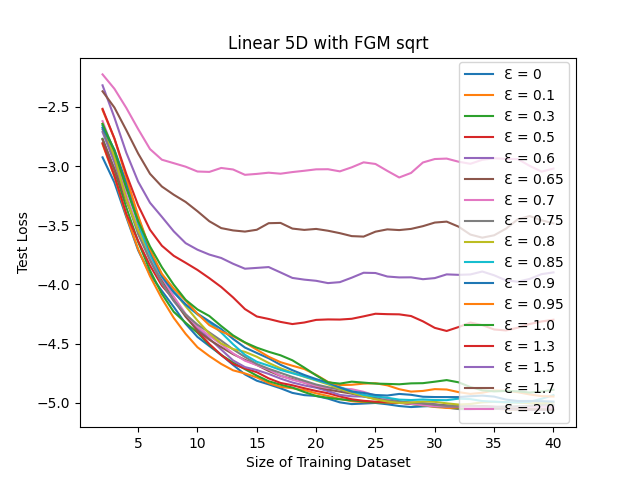 Linear 5D with FGM sqrt
Test Loss
−2.5
−3.0
−3.5
−4.0
−4.5
−5.0
5
10
15
20
25
30
35
40
Size of Training Dataset
Ɛ = 0
Ɛ = 0.1
Ɛ = 0.3
Ɛ = 0.5
Ɛ = 0.6
Ɛ = 0.65
Ɛ = 0.7
Ɛ = 0.75
Ɛ = 0.8
Ɛ = 0.85
Ɛ = 0.9
Ɛ = 0.95
Ɛ = 1.0
Ɛ = 1.3
Ɛ = 1.5
Ɛ = 1.7
Ɛ = 2.0